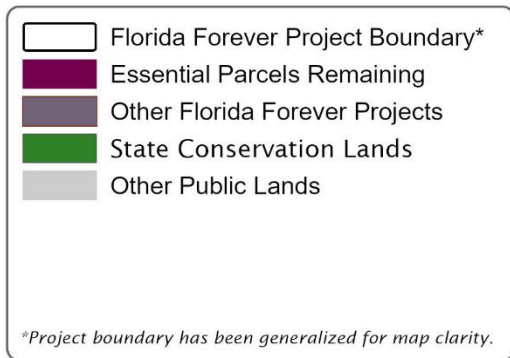 Florida Forever Project Boundary*
Essential Parcels Remaining
Other Florida Forever Projects
State Conservation Lands
Other Public Lands
*Project boundary has been generalized for map clarity.